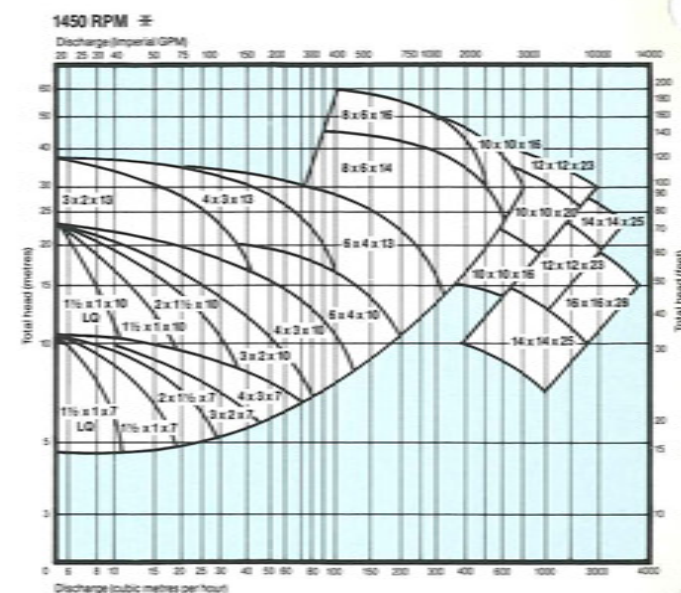 1450 RPM ⁜
Discharge (Imperial GPM)
20 25 30 40 50 75 100 150 200 300 400 500 750 1000 2000 3000 10000 14000
60
50
40
30
25
20
15
10
5
3
200
180
160
140
120
100
90
80
70
60
50
40
30
20
15
10
Total head (metres)
Total head (feet)
8 x 6 x 16
8 x 6 x 14
10 x 10 x 16
12 x 12 x 23
3 x 2 x 13
4 x 3 x 13
10 x 10 x 20
14 x 14 x 25
6 x 4 x 13
12 x 12 x 23
10 x 10 x 16
1½ x 1 x 10
LQ
2 x 1½ x 10
1½ x 1 x 10
6 x 4 x 10
16 x 16 x 28
4 x 3 x 10
14 x 14 x 25
3 x 2 x 10
2 x 1½ x 7
4 x 3 x 7
1½ x 1 x 7
LQ
3 x 2 x 7
1½ x 1 x 7
0 6 8 10 15 20 25 30 40 50 60 80 100 150 200 300 400 600 1000 2000 4000
Discharge (cubic metres per hour)